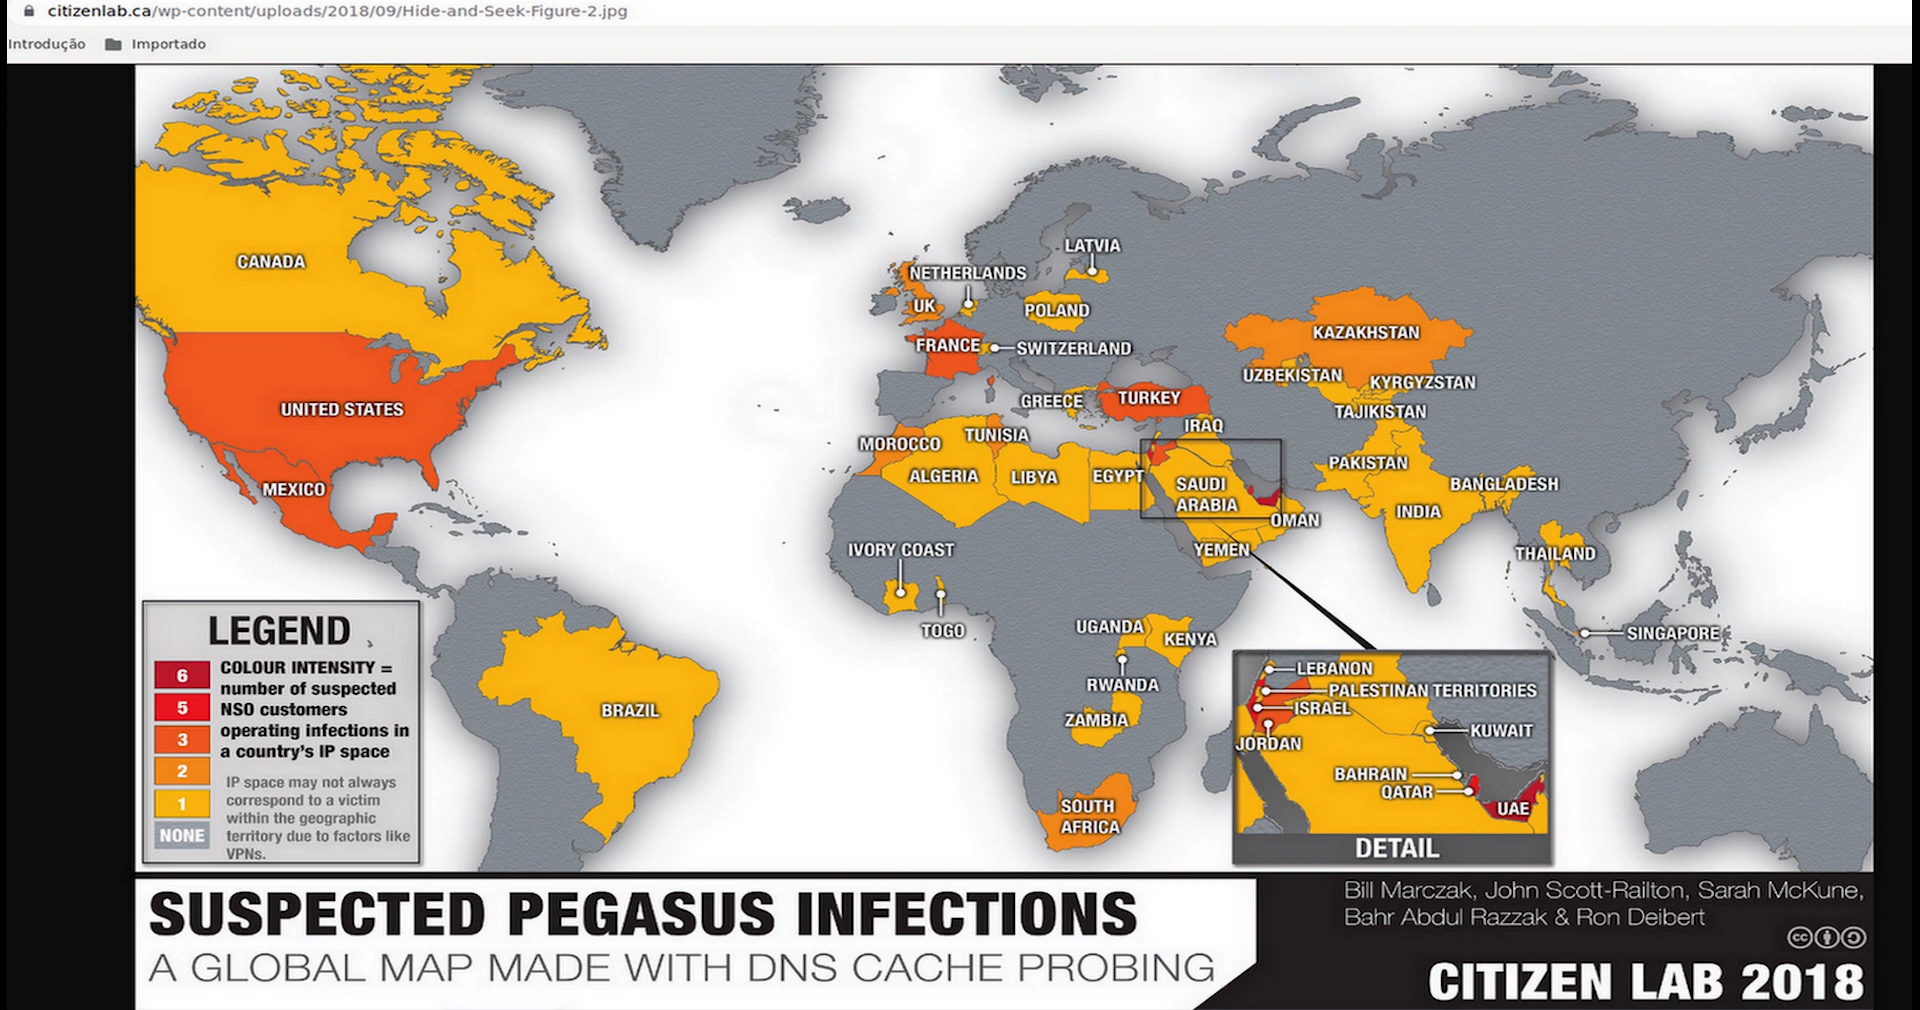 citizenlab.ca/wp-content/uploads/2018/09/Hide-and-Seek-Figure-2.jpg
Introdução Importado
CANADA
UNITED STATES
MEXICO
BRAZIL
LATVIA
NETHERLANDS
UK
POLAND
FRANCE
SWITZERLAND
GREECE
TURKEY
KAZAKHSTAN
UZBEKISTAN
KYRGYZSTAN
TAJIKISTAN
IRAQ
MOROCCO
TUNISIA
ALGERIA
LIBYA
EGYPT
SAUDI
ARABIA
PAKISTAN
BANGLADESH
INDIA
OMAN
YEMEN
THAILAND
SINGAPORE
IVORY COAST
TOGO
UGANDA
KENYA
RWANDA
ZAMBIA
SOUTH
AFRICA
LEGEND
6
5
3
2
1
NONE
COLOUR INTENSITY =
number of suspected
NSO customers
operating infections in
a country's IP space
IP space may not always
correspond to a victim
within the geographic
territory due to factors like
VPNs.
LEBANON
PALESTINAN TERRITORIES
ISRAEL
JORDAN
KUWAIT
BAHRAIN
QATAR
UAE
DETAIL
SUSPECTED PEGASUS INFECTIONS
A GLOBAL MAP MADE WITH DNS CACHE PROBING
Bill Marczak, John Scott-Railton, Sarah McKune,
Bahr Abdul Razzak & Ron Deibert
cc
CITIZEN LAB 2018